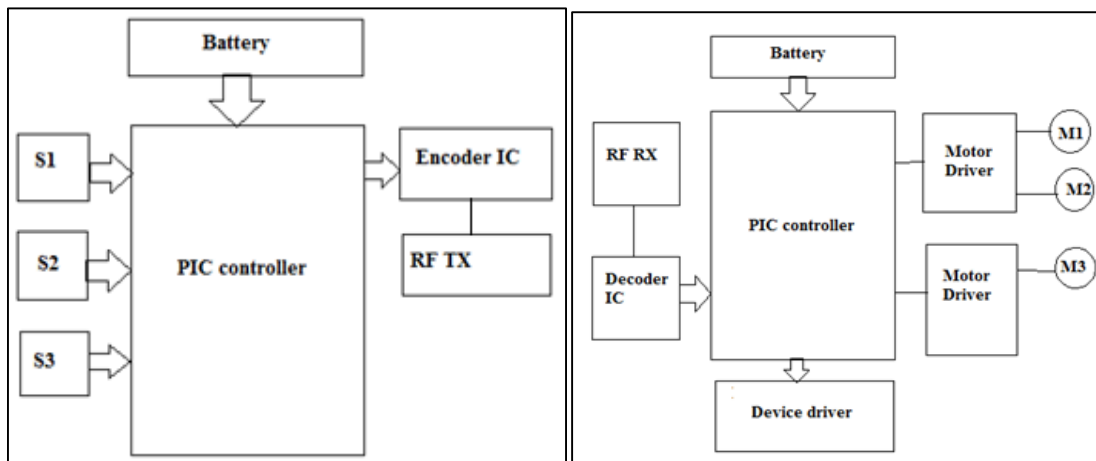 Battery
S1
Encoder IC
S2
PIC controller
RF TX
S3
Battery
RF RX
Motor
Driver
M1
M2
PIC controller
Decoder
IC
Motor
Driver
M3
Device driver